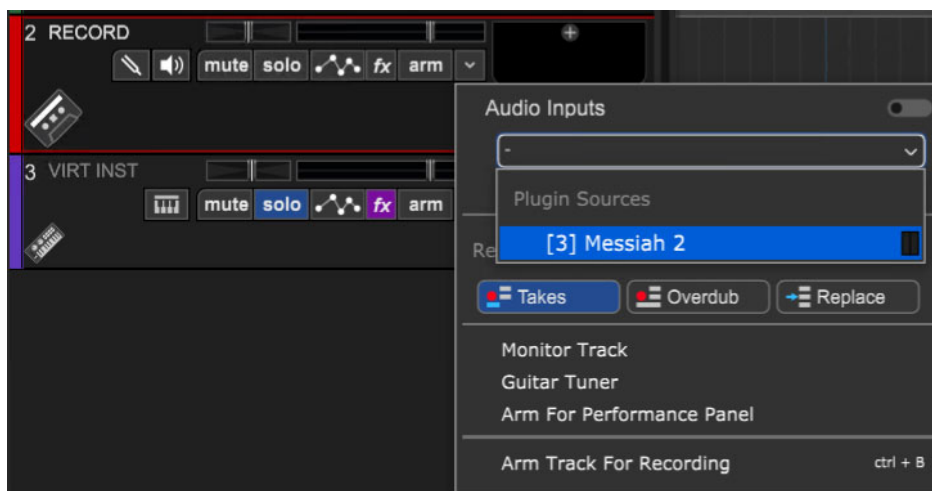 2 RECORD
mute solo fx arm
Audio Inputs
-
3 VIRT INST
mute solo fx arm
Plugin Sources
[3] Messiah 2
Re
Takes Overdub Replace
Monitor Track
Guitar Tuner
Arm For Performance Panel
Arm Track For Recording ctrl + B